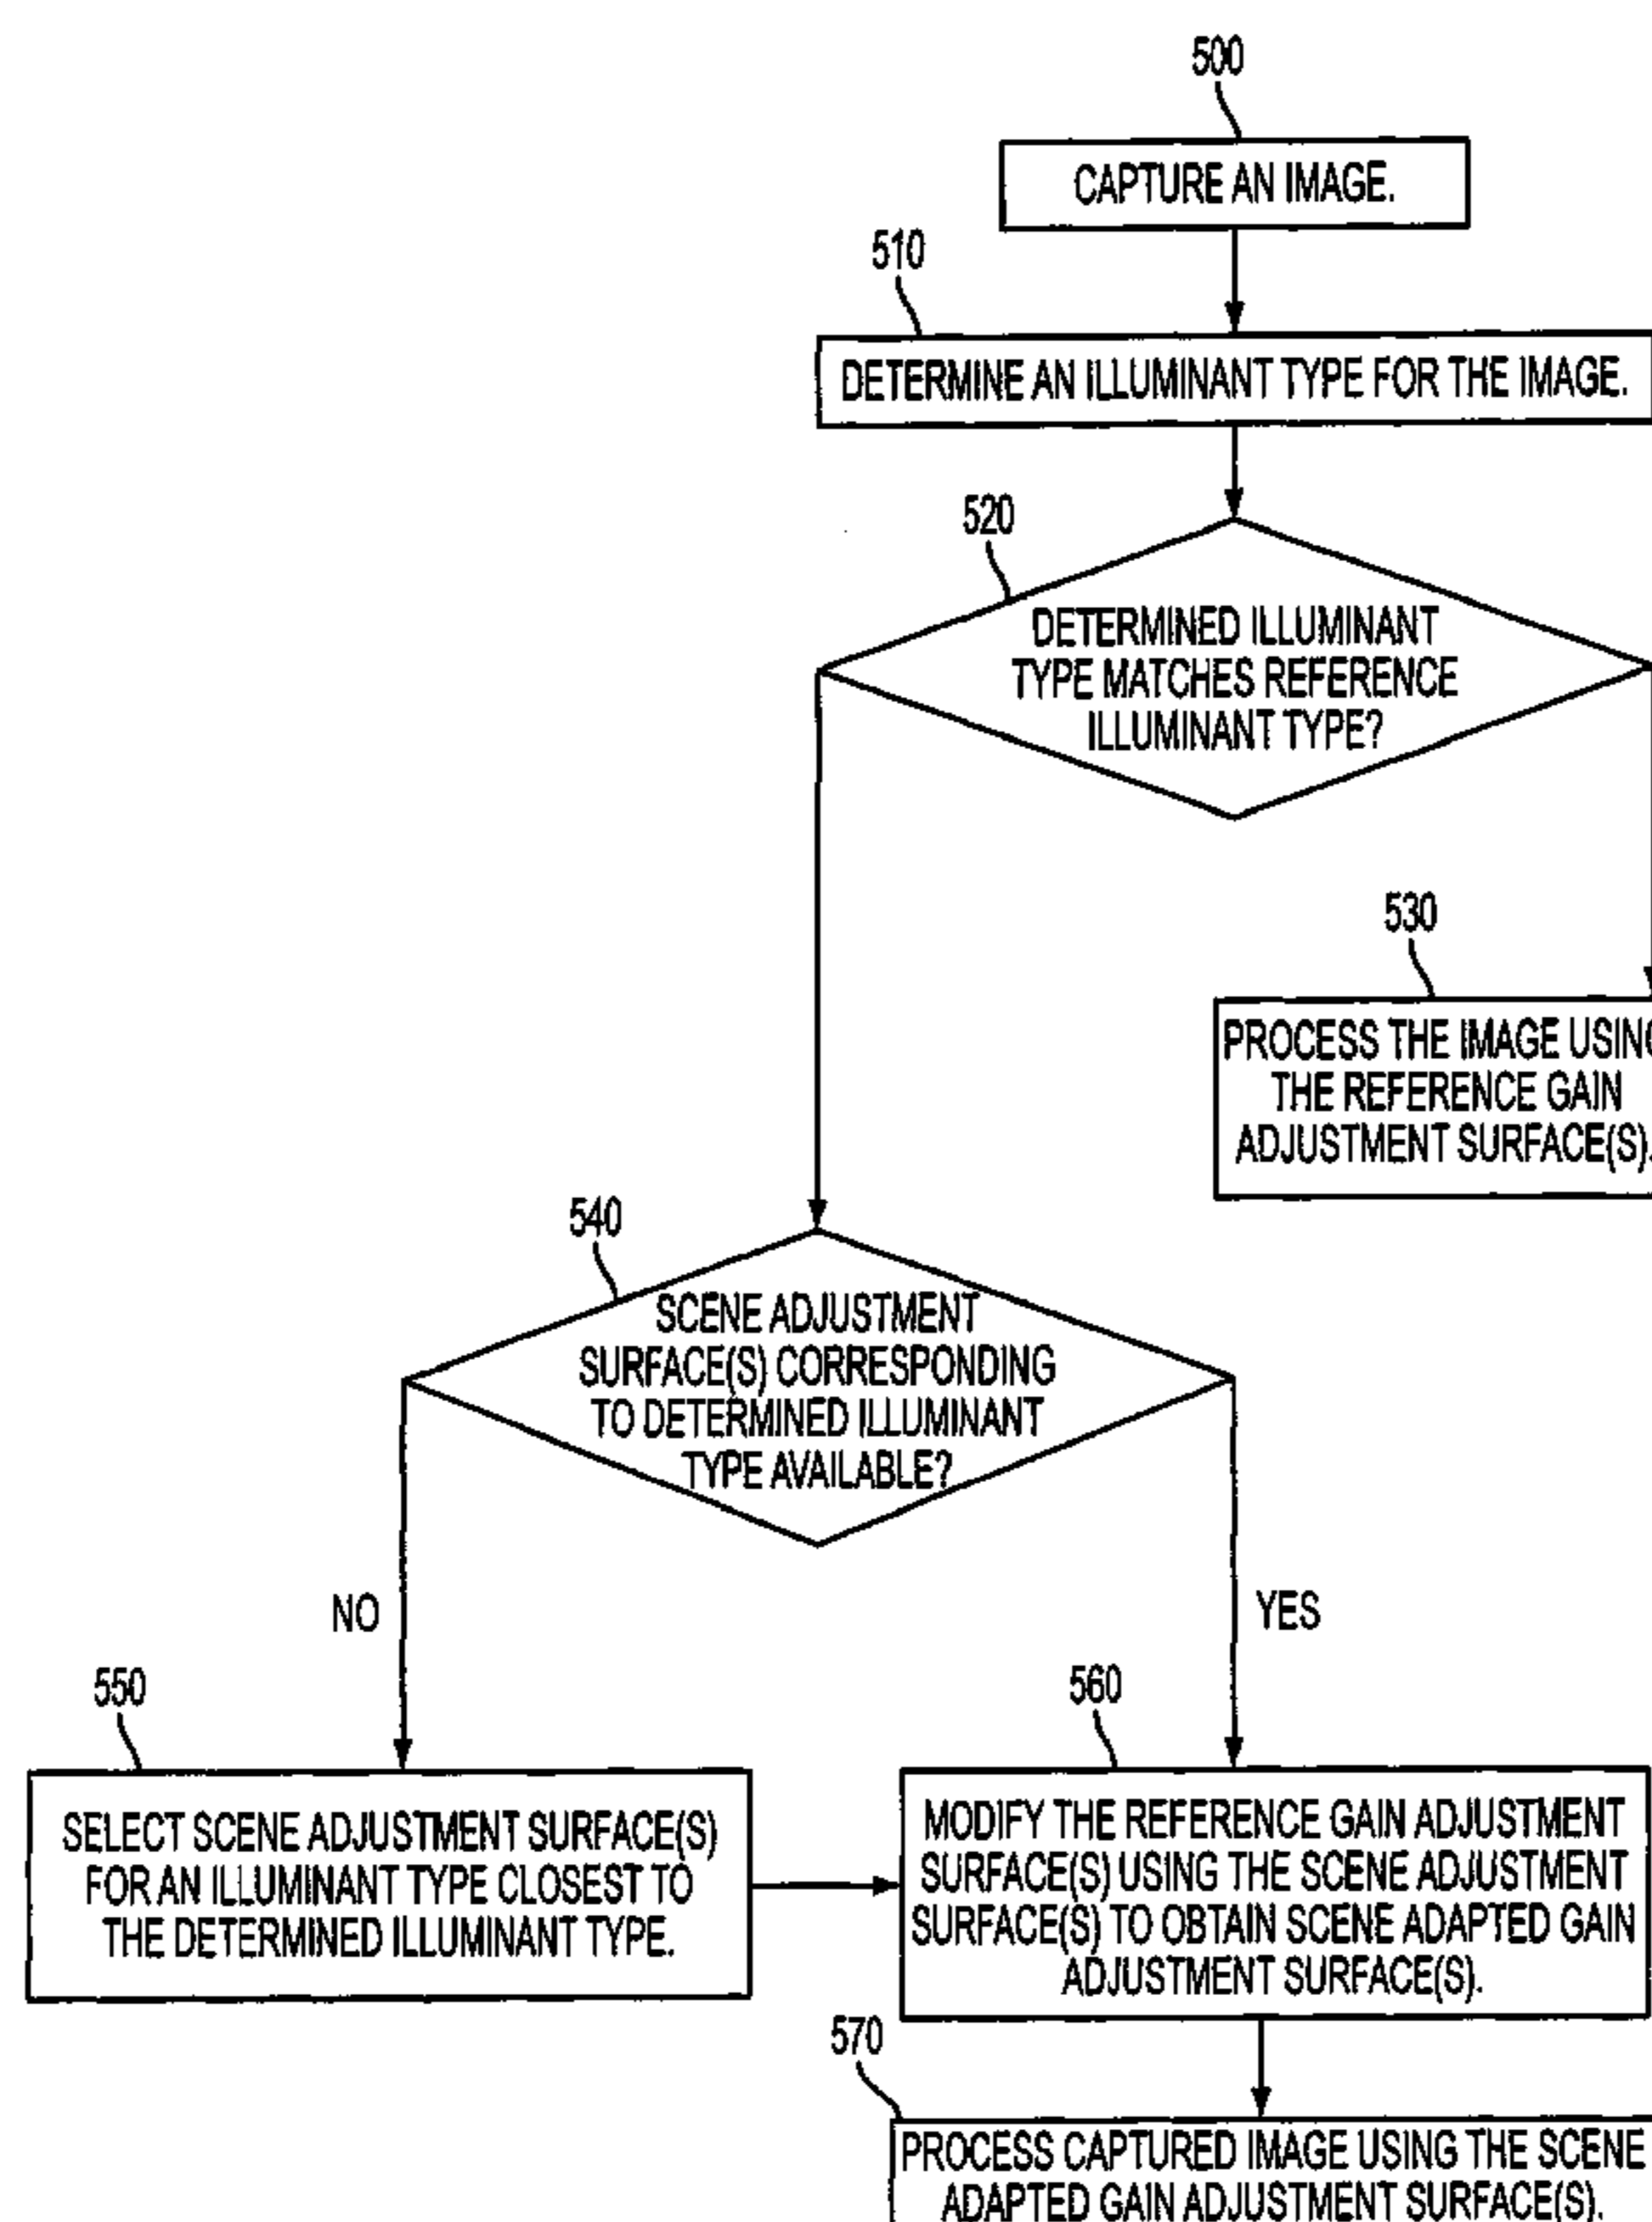 500
CAPTURE AN IMAGE.
510
DETERMINE AN ILLUMINANT TYPE FOR THE IMAGE.
520
DETERMINED ILLUMINANT
TYPE MATCHES REFERENCE
ILLUMINANT TYPE?
530
PROCESS THE IMAGE USING
THE REFERENCE GAIN
ADJUSTMENT SURFACE(S).
540
SCENE ADJUSTMENT
SURFACE(S) CORRESPONDING
TO DETERMINED ILLUMINANT
TYPE AVAILABLE?
NO
YES
550
SELECT SCENE ADJUSTMENT SURFACE(S)
FOR AN ILLUMINANT TYPE CLOSEST TO
THE DETERMINED ILLUMINANT TYPE.
560
MODIFY THE REFERENCE GAIN ADJUSTMENT
SURFACE(S) USING THE SCENE ADJUSTMENT
SURFACE(S) TO OBTAIN SCENE ADAPTED GAIN
ADJUSTMENT SURFACE(S).
570
PROCESS CAPTURED IMAGE USING THE SCENE
ADAPTED GAIN ADJUSTMENT SURFACE(S).